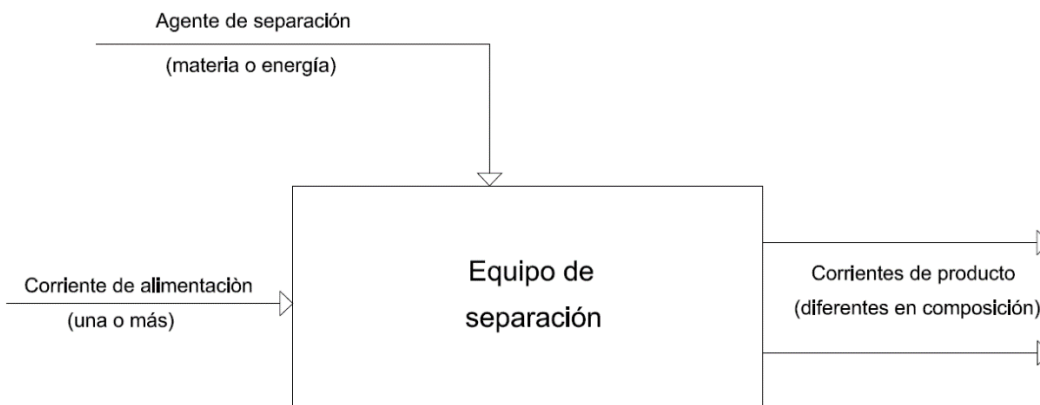 Agente de separación
(materia o energía)
Corriente de alimentaciòn
(una o más)
Equipo de
separación
Corrientes de producto
(diferentes en composición)